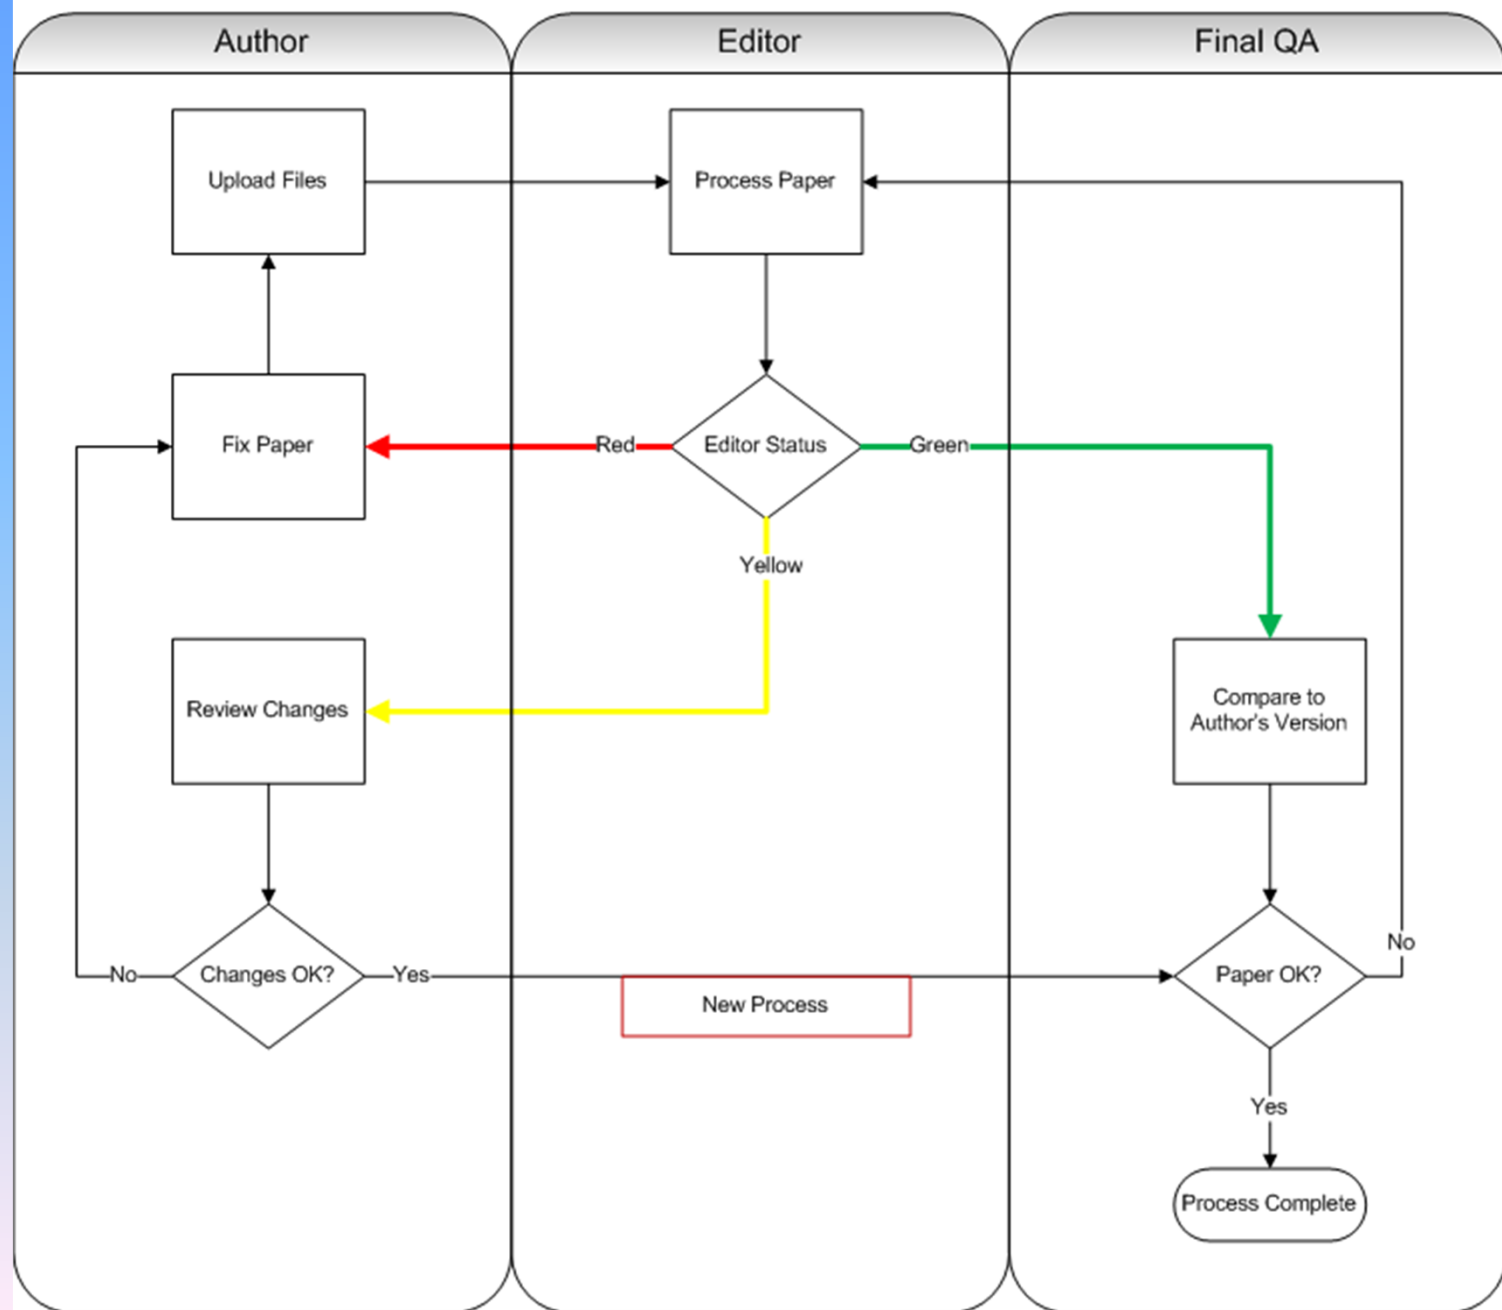 Author
Editor
Final QA
Upload Files
Process Paper
Fix Paper
Red
Editor Status
Green
Yellow
Review Changes
Compare to
Author's Version
No
Changes OK?
Yes
New Process
Paper OK?
No
Yes
Process Complete